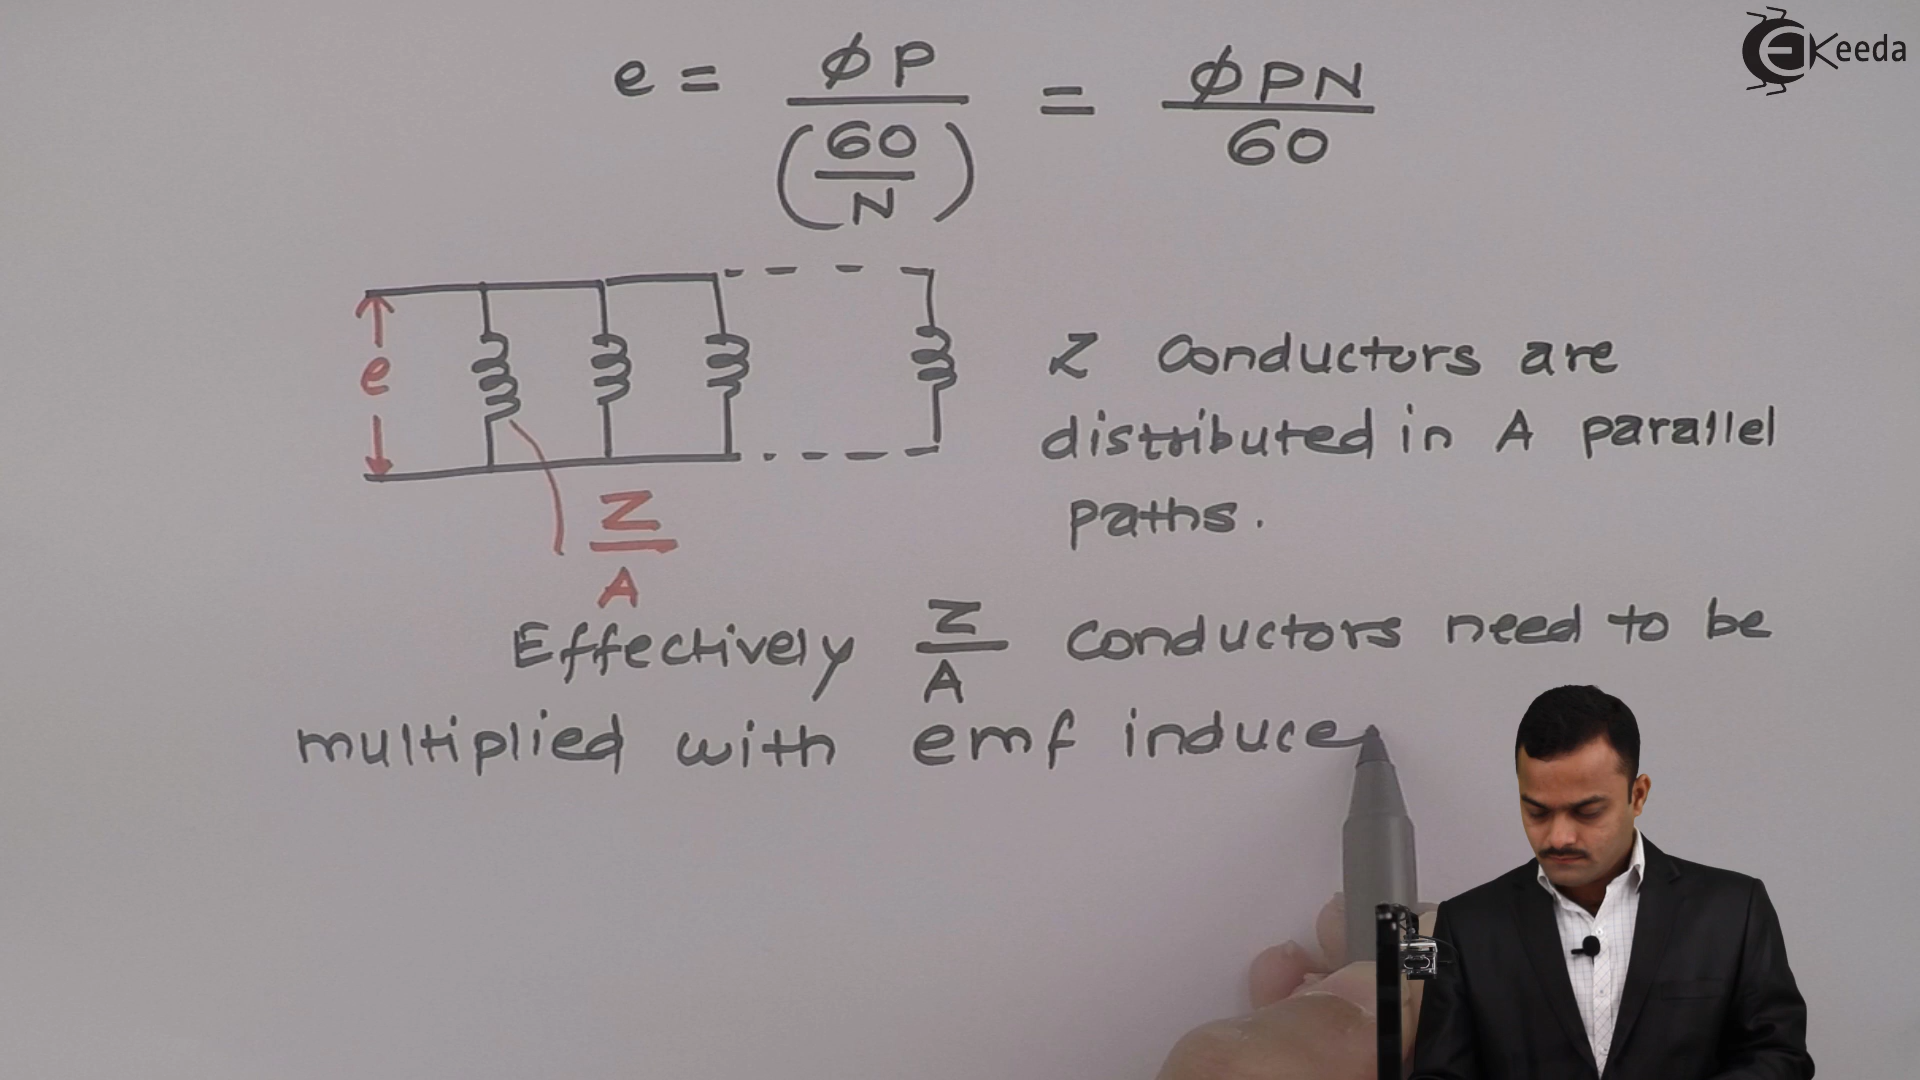 e = φP / (60/N) = φPN / 60
eKeeda
e
Z conductors are
distributed in A parallel
paths.
Z/A
Effectively Z/A conductors need to be
multiplied with emf induce